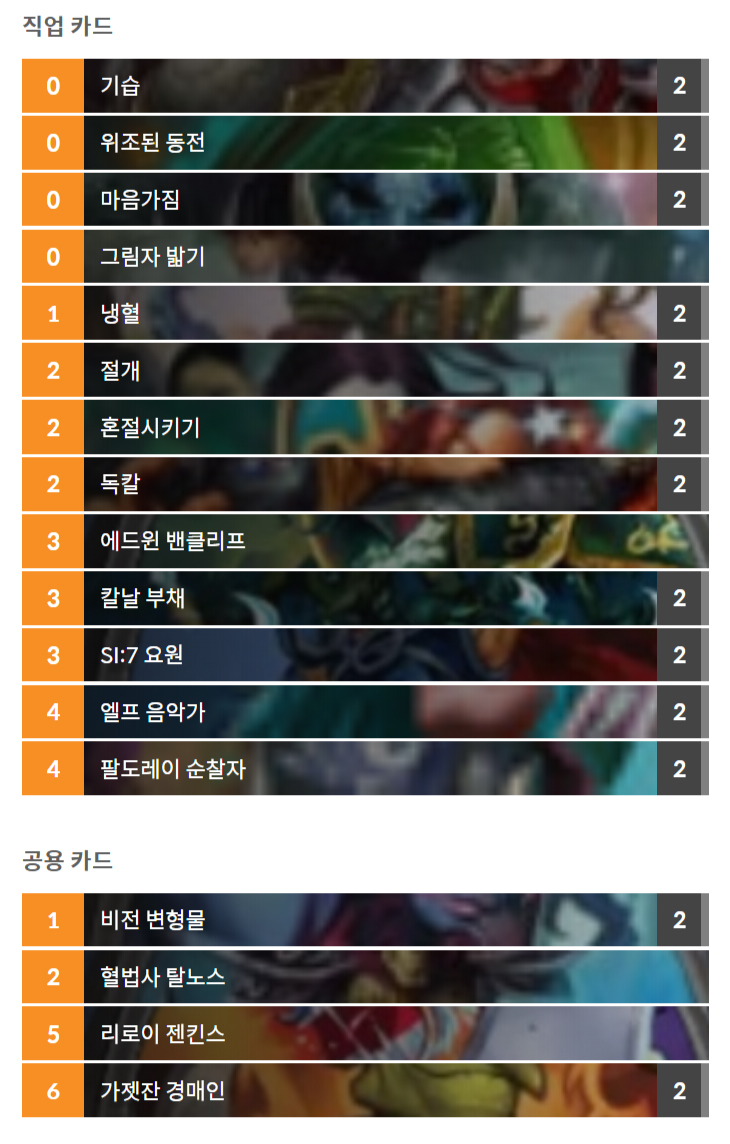 직업 카드
0 기습 2
0 위조된 동전 2
0 마음가짐 2
0 그림자 밟기
1 냉혈 2
2 절개 2
2 혼절시키기 2
2 독칼 2
3 에드윈 밴클리프
3 칼날 부채 2
3 SI:7 요원 2
4 엘프 음악가 2
4 팔도레이 순찰자 2
공용 카드
1 비전 변형물 2
2 혈법사 탈노스
5 리로이 젠킨스
6 가젯잔 경매인 2